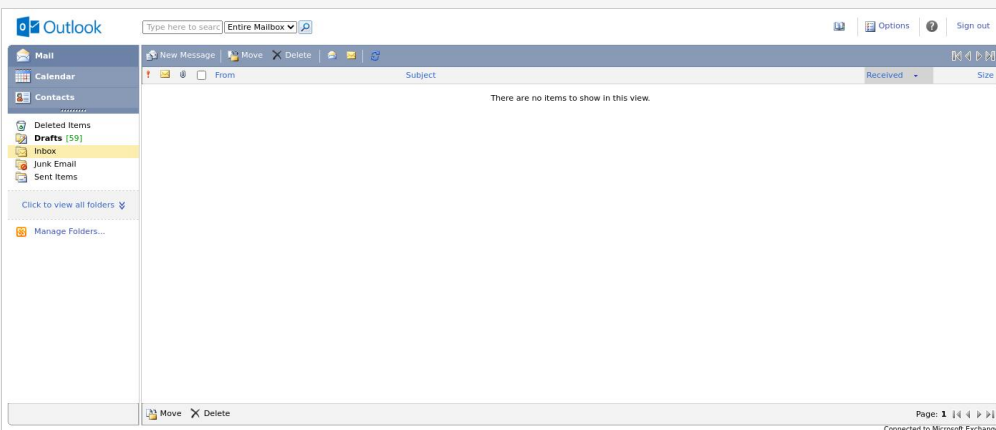 Outlook
Type here to searc Entire Mailbox
Options
Sign out
Mail
New Message Move Delete
Calendar
From Subject Received Size
Contacts
There are no items to show in this view.
Deleted Items
Drafts [59]
Inbox
Junk Email
Sent Items
Click to view all folders
Manage Folders...
Move Delete
Page: 1
Connected to Microsoft Exchange